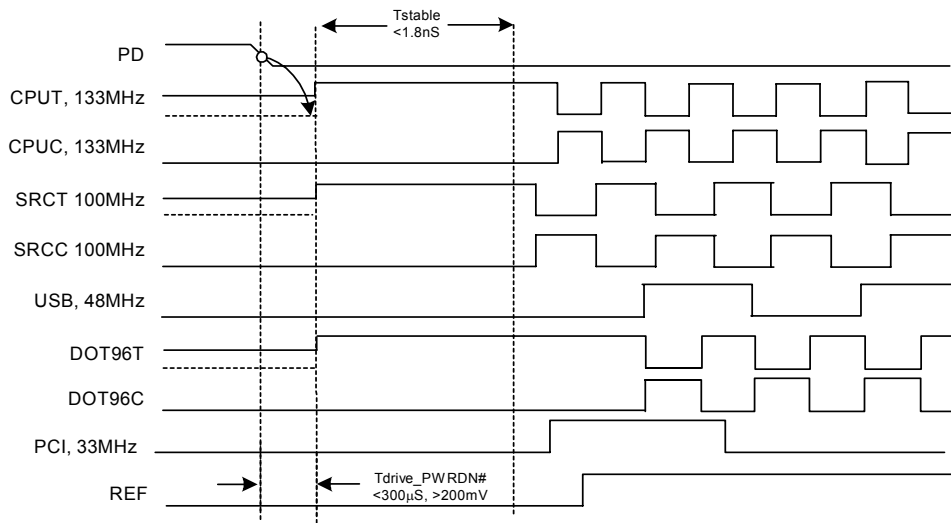 Tstable
<1.8nS
PD
CPUT, 133MHz
CPUC, 133MHz
SRCT 100MHz
SRCC 100MHz
USB, 48MHz
DOT96T
DOT96C
PCI, 33MHz
Tdrive_PWRDN#
<300μS, >200mV
REF